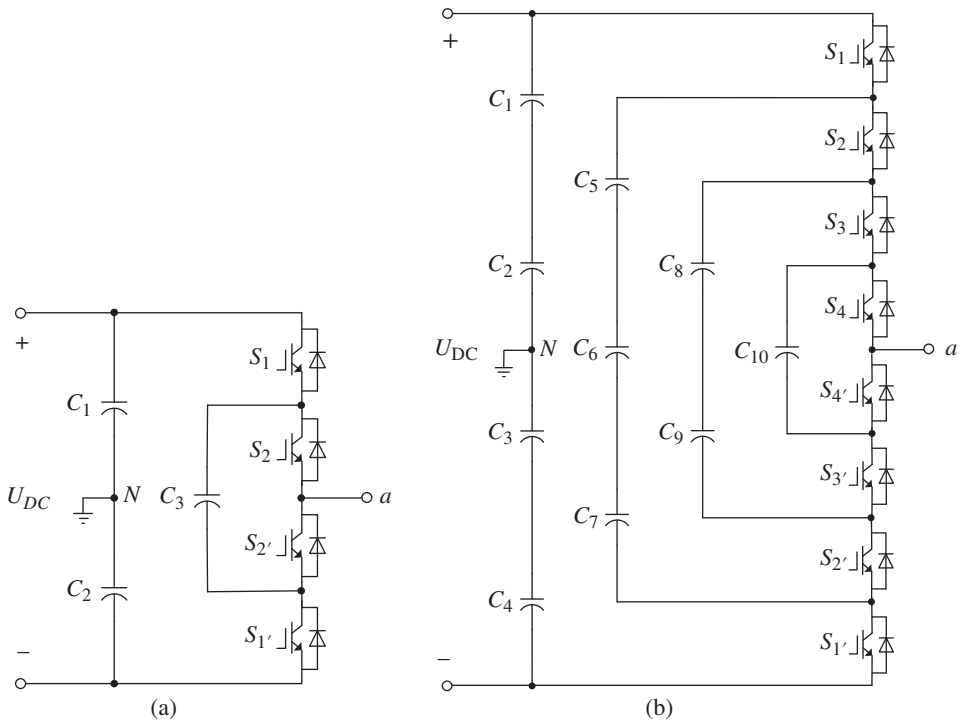 +
C1
C2
UDC
N
C3
S1
S2
S2′
S1′
a
−
(a)
+
C1
C2
UDC
N
C3
C4
C5
C6
C7
C8
C9
C10
S1
S2
S3
S4
S4′
S3′
S2′
S1′
a
−
(b)